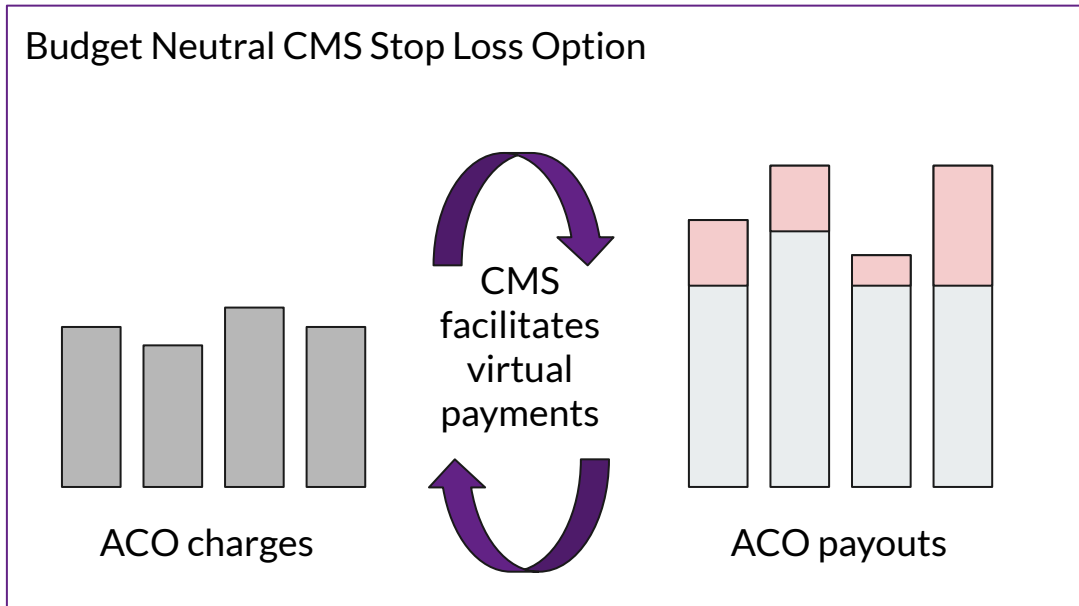 Budget Neutral CMS Stop Loss Option
CMS
facilitates
virtual
payments
ACO charges
ACO payouts